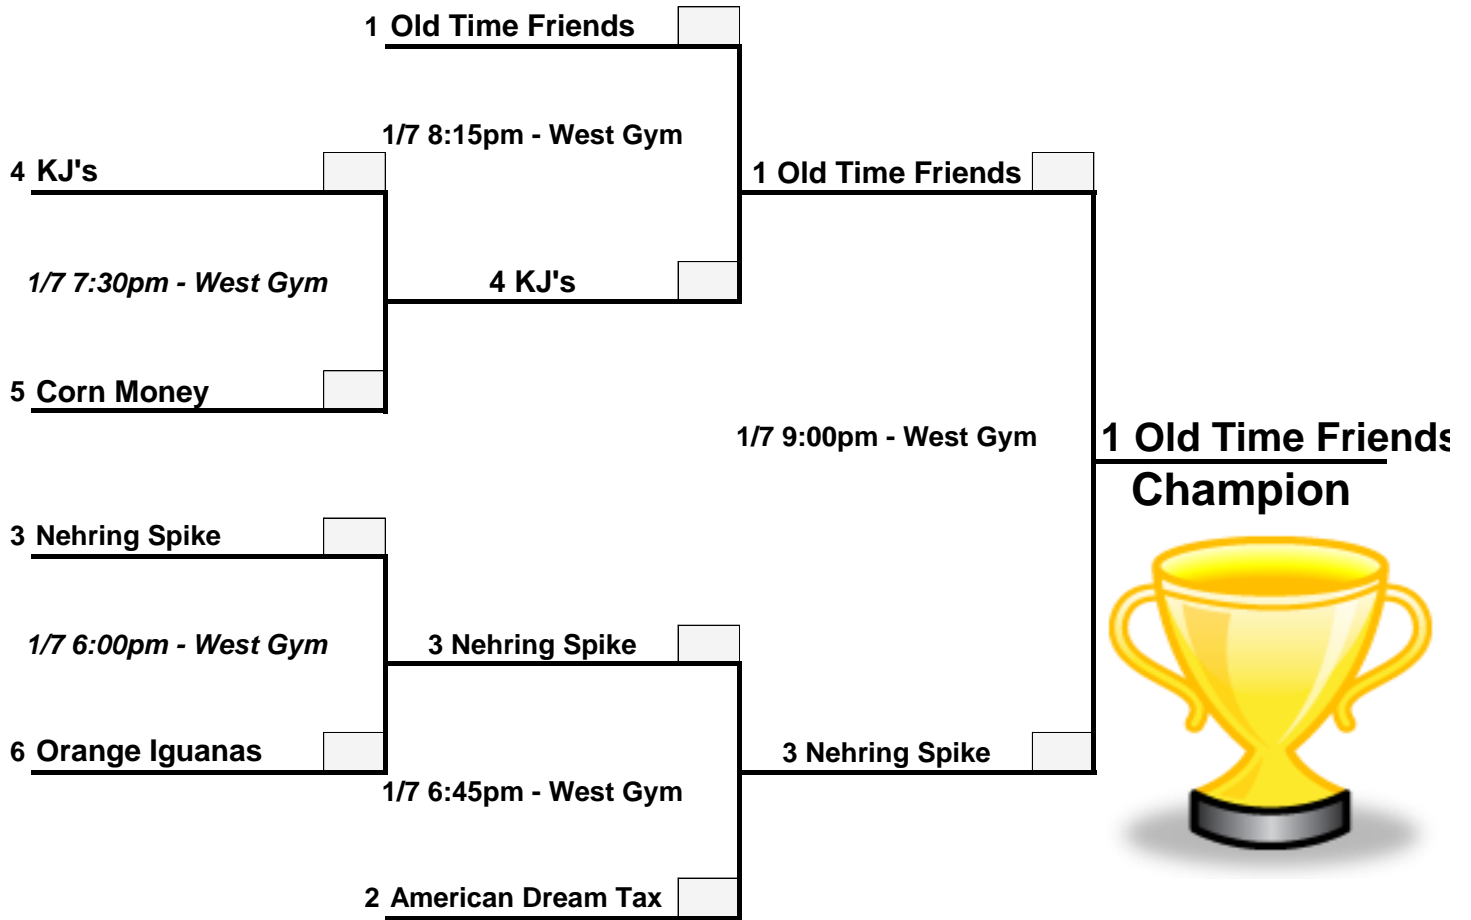 1 Old Time Friends
1/7 8:15pm - West Gym
4 KJ's
1 Old Time Friends
1/7 7:30pm - West Gym
4 KJ's
5 Corn Money
1/7 9:00pm - West Gym
1 Old Time Friends
Champion
3 Nehring Spike
1/7 6:00pm - West Gym
3 Nehring Spike
6 Orange Iguanas
3 Nehring Spike
1/7 6:45pm - West Gym
2 American Dream Tax